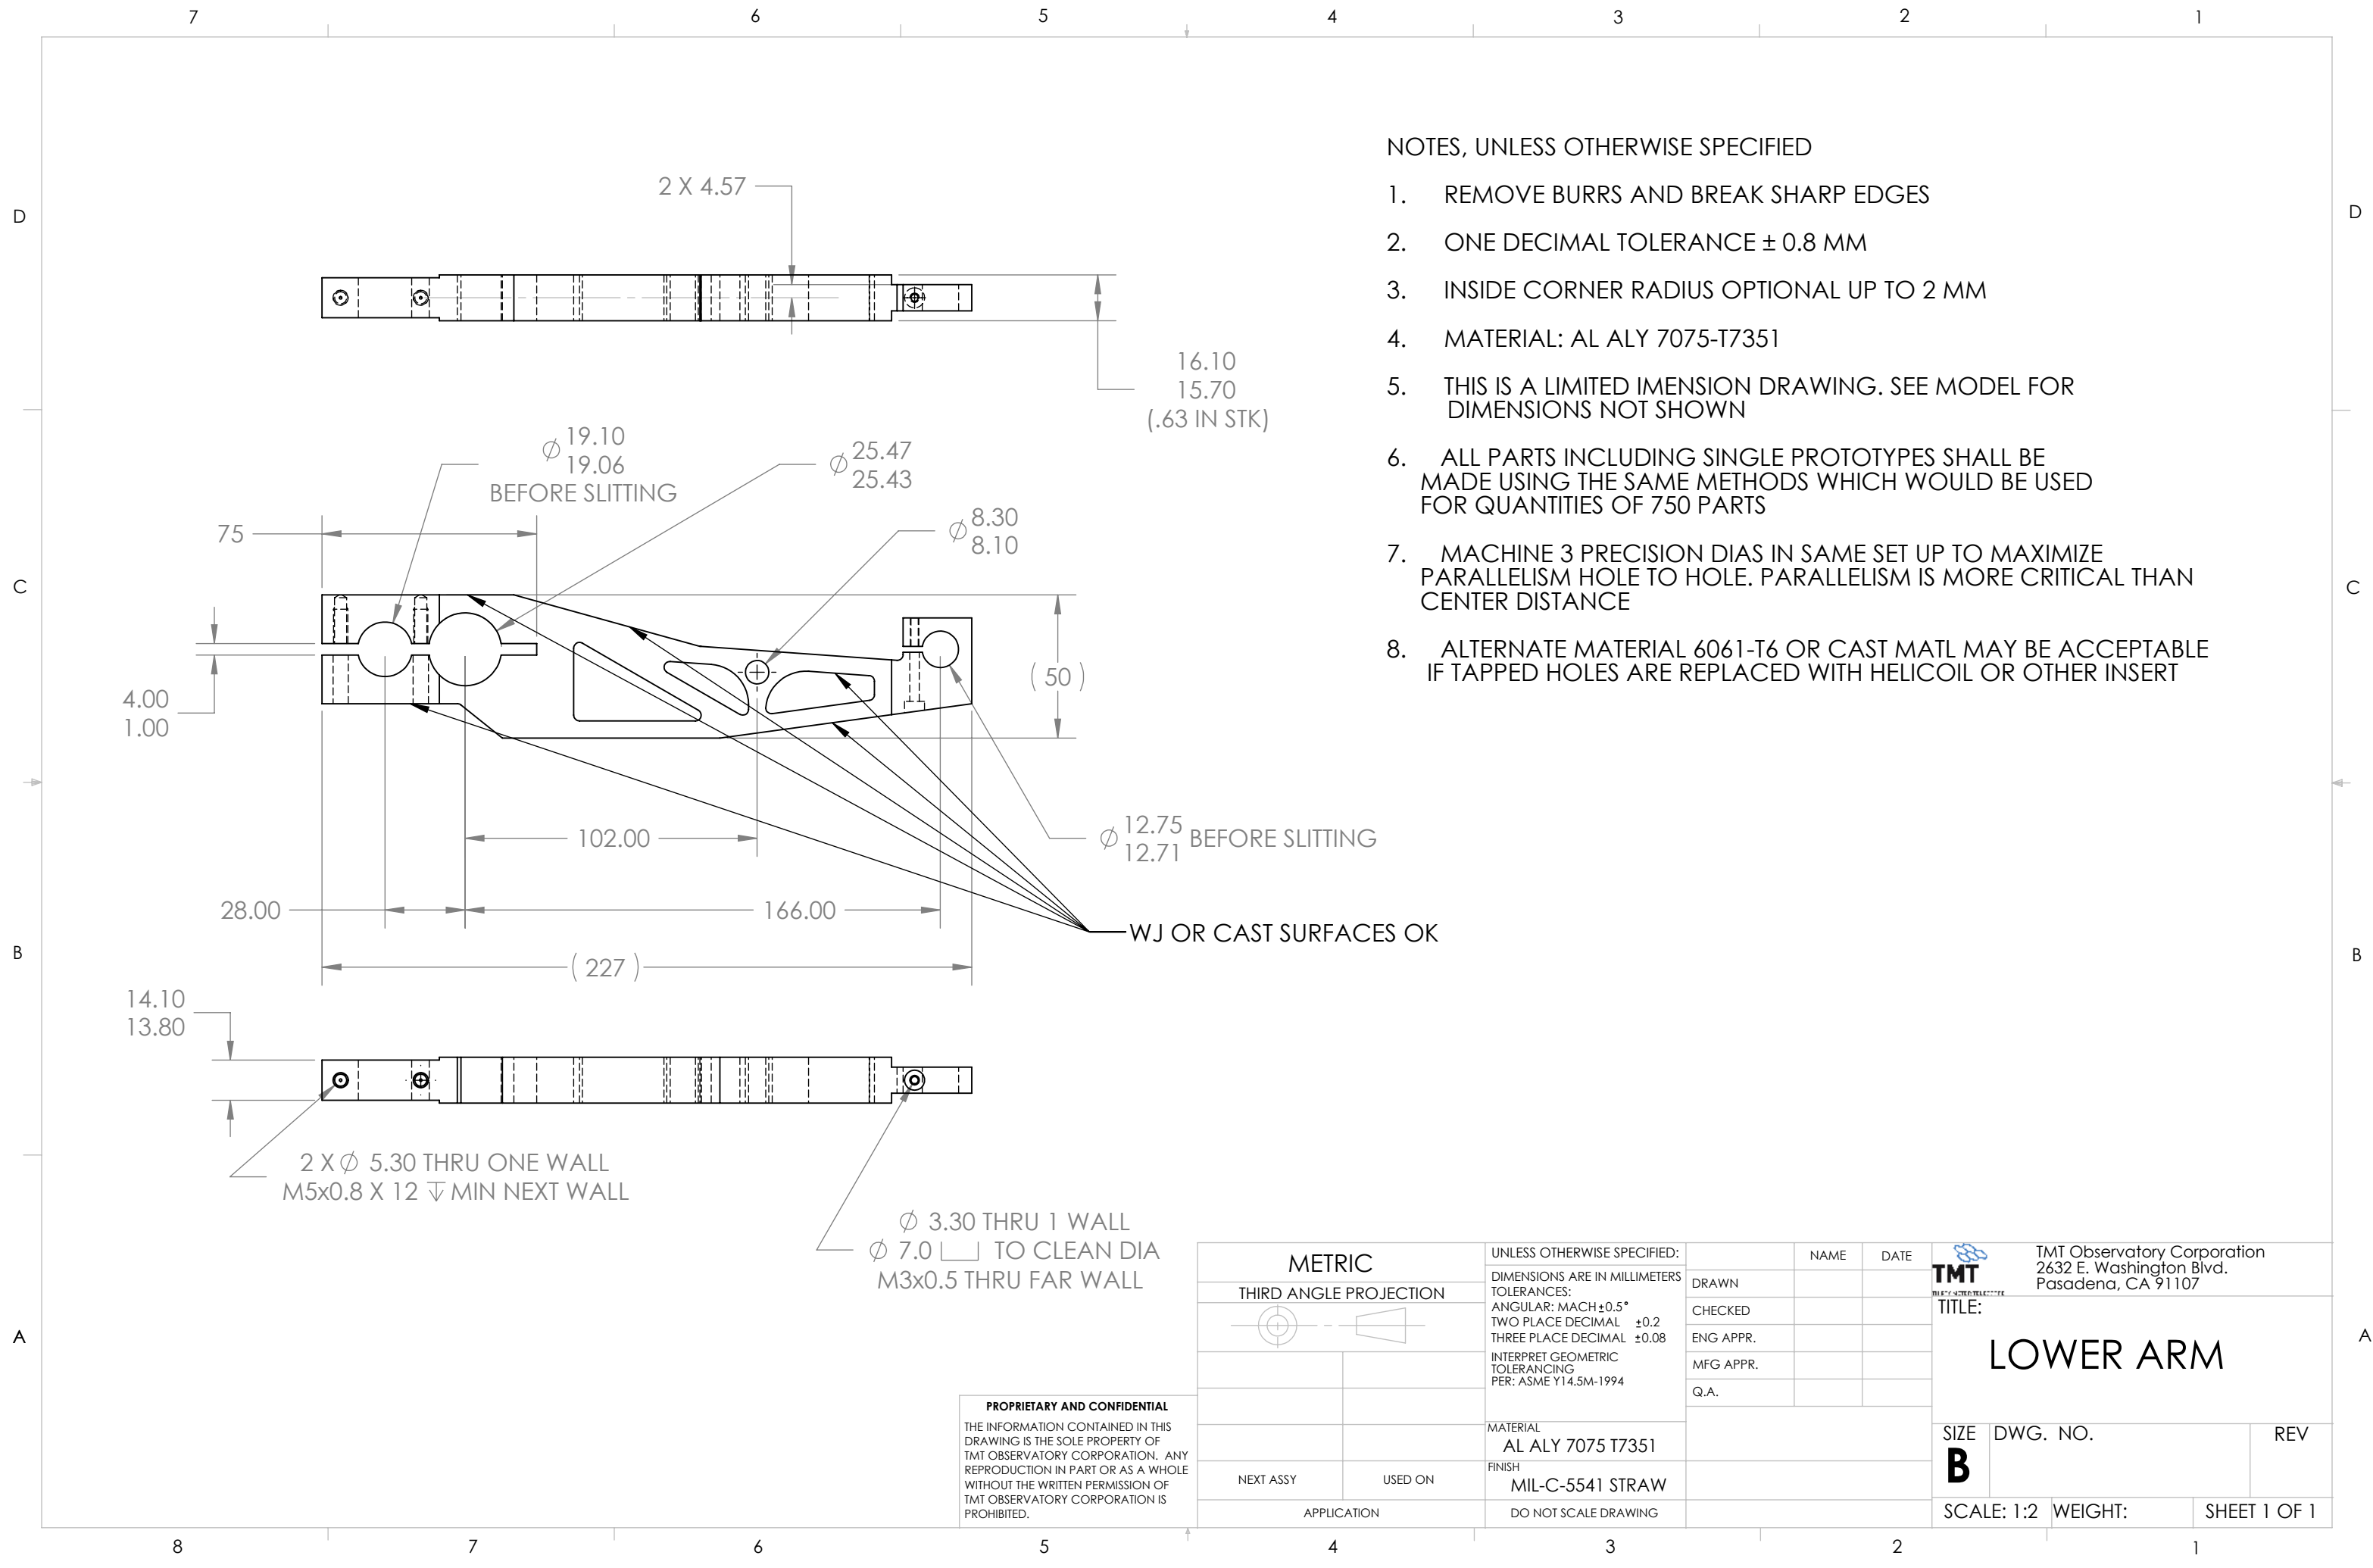 7 6 5 4 3 2 1
D
D
C
C
B
B
A
A
2 X 4.57
16.10
15.70
(.63 IN STK)
⌀ 19.10
19.06
BEFORE SLITTING
⌀ 25.47
25.43
⌀ 8.30
8.10
75
4.00
1.00
( 50 )
102.00
⌀ 12.75
12.71
BEFORE SLITTING
28.00
166.00
WJ OR CAST SURFACES OK
( 227 )
14.10
13.80
2 X ⌀ 5.30 THRU ONE WALL
M5x0.8 X 12 ↧ MIN NEXT WALL
⌀ 3.30 THRU 1 WALL
⌀ 7.0 ⌴ TO CLEAN DIA
M3x0.5 THRU FAR WALL
NOTES, UNLESS OTHERWISE SPECIFIED
1. REMOVE BURRS AND BREAK SHARP EDGES
2. ONE DECIMAL TOLERANCE ± 0.8 MM
3. INSIDE CORNER RADIUS OPTIONAL UP TO 2 MM
4. MATERIAL: AL ALY 7075-T7351
5. THIS IS A LIMITED IMENSION DRAWING. SEE MODEL FOR
DIMENSIONS NOT SHOWN
6. ALL PARTS INCLUDING SINGLE PROTOTYPES SHALL BE
MADE USING THE SAME METHODS WHICH WOULD BE USED
FOR QUANTITIES OF 750 PARTS
7. MACHINE 3 PRECISION DIAS IN SAME SET UP TO MAXIMIZE
PARALLELISM HOLE TO HOLE. PARALLELISM IS MORE CRITICAL THAN
CENTER DISTANCE
8. ALTERNATE MATERIAL 6061-T6 OR CAST MATL MAY BE ACCEPTABLE
IF TAPPED HOLES ARE REPLACED WITH HELICOIL OR OTHER INSERT
PROPRIETARY AND CONFIDENTIAL
THE INFORMATION CONTAINED IN THIS
DRAWING IS THE SOLE PROPERTY OF
TMT OBSERVATORY CORPORATION. ANY
REPRODUCTION IN PART OR AS A WHOLE
WITHOUT THE WRITTEN PERMISSION OF
TMT OBSERVATORY CORPORATION IS
PROHIBITED.
METRIC
THIRD ANGLE PROJECTION
NEXT ASSY
USED ON
APPLICATION
UNLESS OTHERWISE SPECIFIED:
DIMENSIONS ARE IN MILLIMETERS
TOLERANCES:
ANGULAR: MACH±0.5°
TWO PLACE DECIMAL ±0.2
THREE PLACE DECIMAL ±0.08
INTERPRET GEOMETRIC
TOLERANCING
PER: ASME Y14.5M-1994
MATERIAL
AL ALY 7075 T7351
FINISH
MIL-C-5541 STRAW
DO NOT SCALE DRAWING
NAME
DATE
DRAWN
CHECKED
ENG APPR.
MFG APPR.
Q.A.
TMT
TMT Observatory Corporation
2632 E. Washington Blvd.
Pasadena, CA 91107
TITLE:
LOWER ARM
SIZE
B
DWG. NO.
REV
SCALE: 1:2
WEIGHT:
SHEET 1 OF 1
8 7 6 5 4 3 2 1